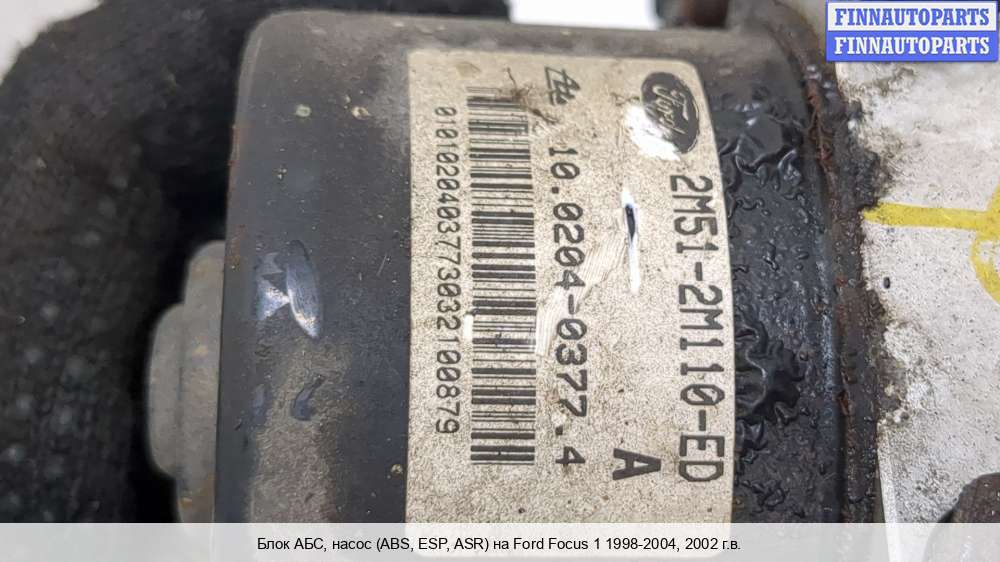 FINNAUTOPARTS
FINNAUTOPARTS
Ford
2M51-2M110-ED
A
Ate
10.0204-0377.4
0101020403773032100879
Блок АБС, насос (ABS, ESP, ASR) на Ford Focus 1 1998-2004, 2002 г.в.